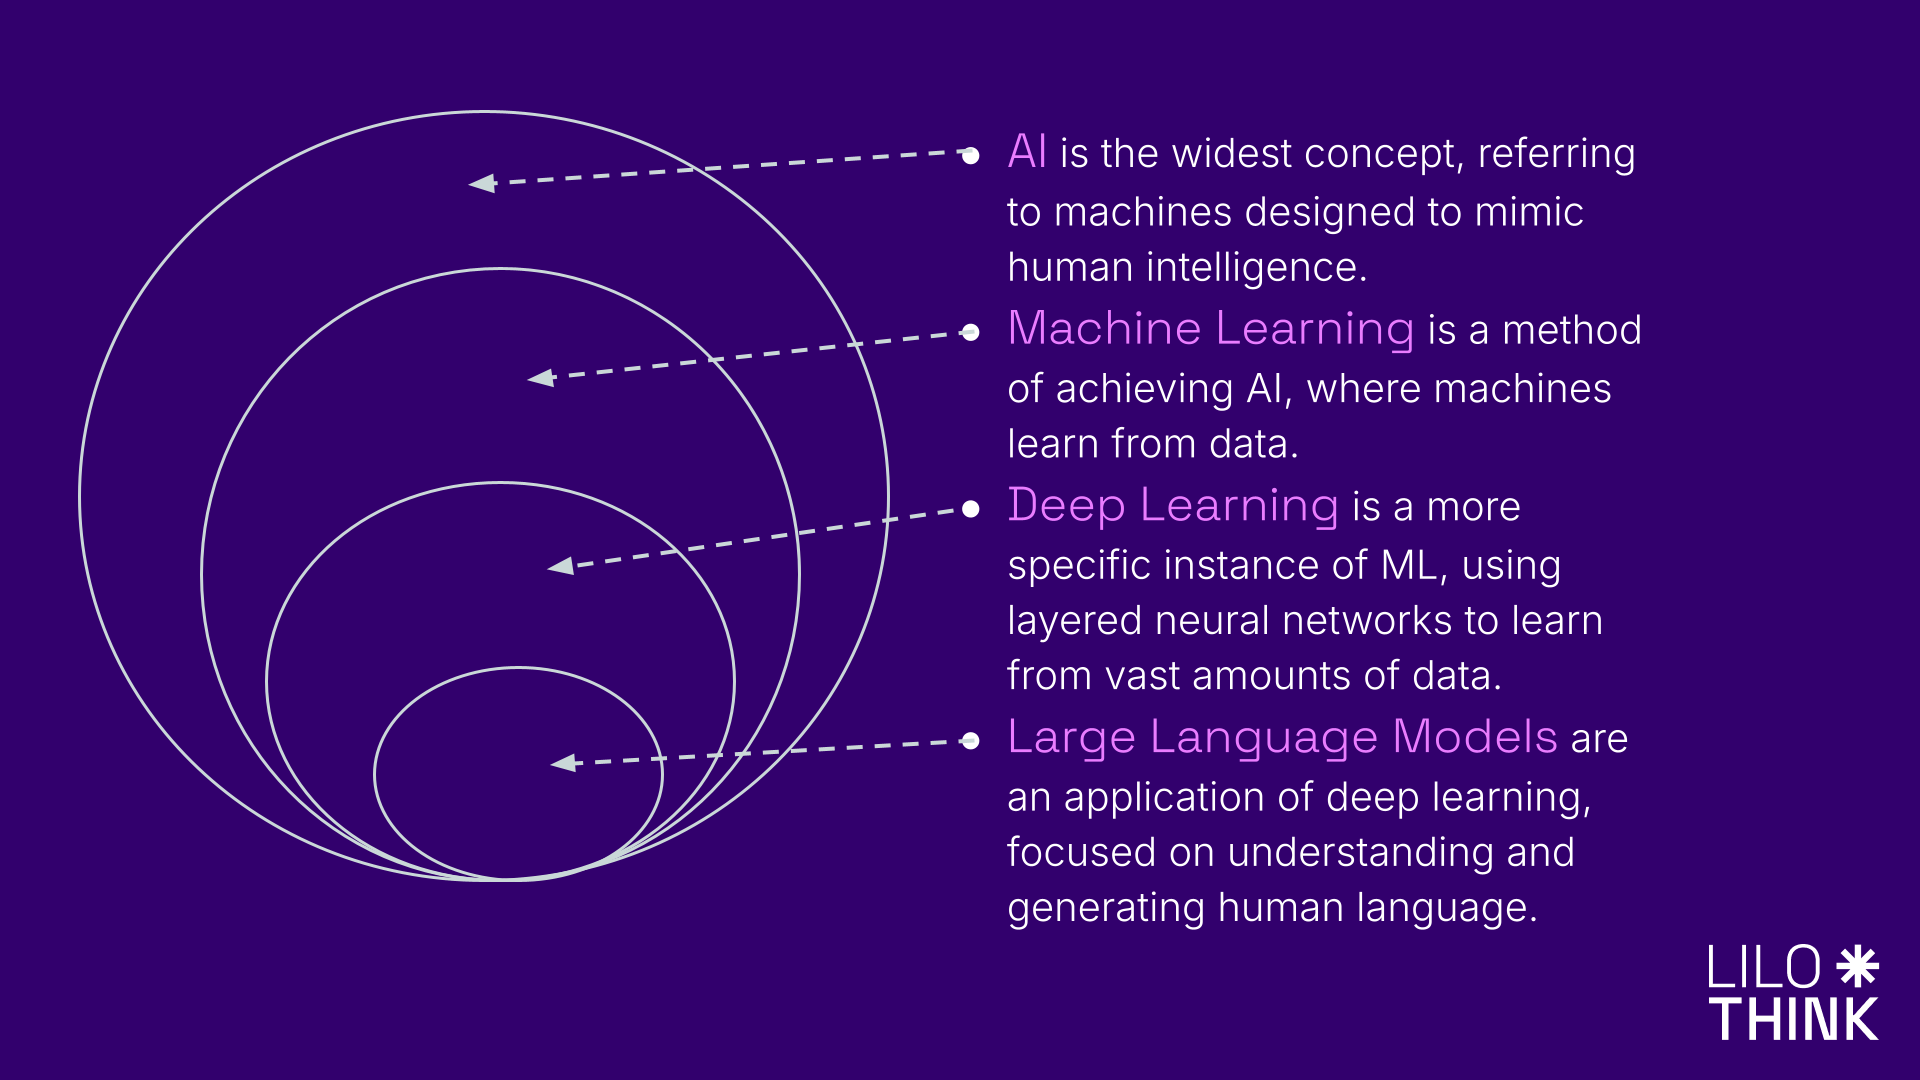 AI is the widest concept, referring
to machines designed to mimic
human intelligence.
Machine Learning is a method
of achieving AI, where machines
learn from data.
Deep Learning is a more
specific instance of ML, using
layered neural networks to learn
from vast amounts of data.
Large Language Models are
an application of deep learning,
focused on understanding and
generating human language.
LILO
THINK